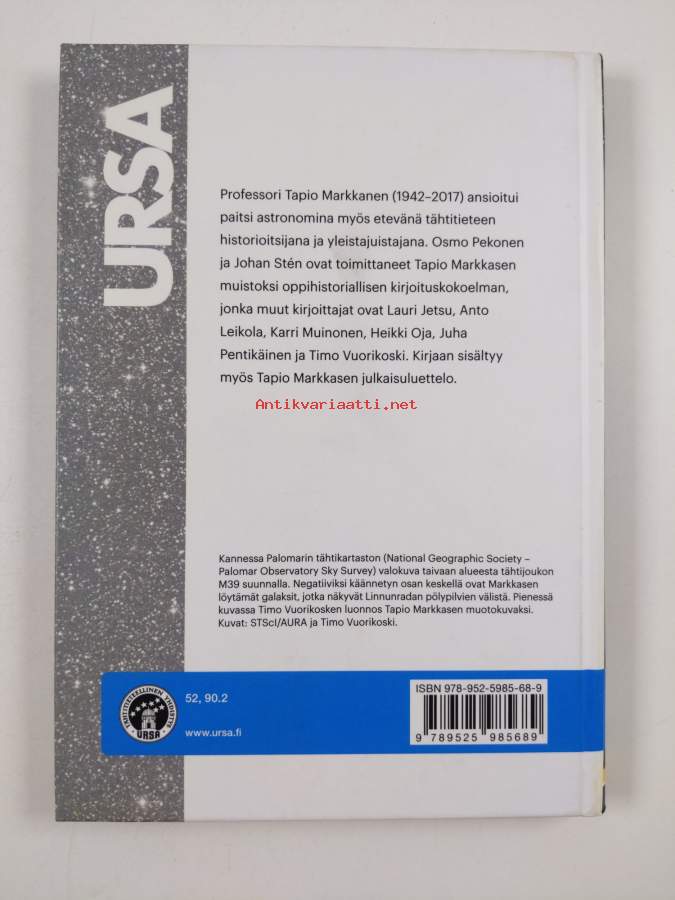 URSA
Professori Tapio Markkanen (1942–2017) ansioitui
paitsi astronomina myös etevänä tähtitieteen
historioitsijana ja yleistajuistajana. Osmo Pekonen
ja Johan Stén ovat toimittaneet Tapio Markkasen
muistoksi oppihistoriallisen kirjoituskokoelman,
jonka muut kirjoittajat ovat Lauri Jetsu, Anto
Leikola, Karri Muinonen, Heikki Oja, Juha
Pentikäinen ja Timo Vuorikoski. Kirjaan sisältyy
myös Tapio Markkasen julkaisuluettelo.
Antikvariaatti.net
Kannessa Palomarin tähtikartaston (National Geographic Society –
Palomar Observatory Sky Survey) valokuva taivaan alueesta tähtijoukon
M39 suunnalla. Negatiiviksi käännetyn osan keskellä ovat Markkasen
löytämät galaksit, jotka näkyvät Linnunradan pölypilvien välistä. Pienessä
kuvassa Timo Vuorikosken luonnos Tapio Markkasen muotokuvaksi.
Kuvat: STScI/AURA ja Timo Vuorikoski.
TÄHTITIETEELLINEN YHDISTYS
URSA
52, 90.2
www.ursa.fi
ISBN 978-952-5985-68-9
9 789525 985689